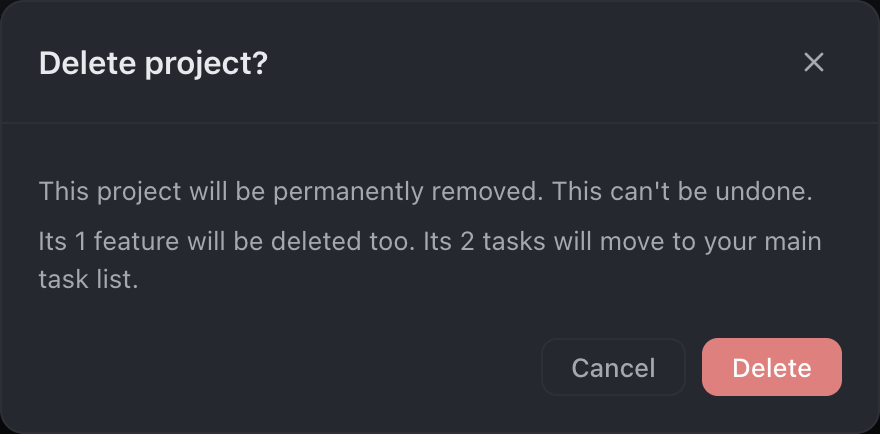 Delete project?
This project will be permanently removed. This can't be undone.
Its 1 feature will be deleted too. Its 2 tasks will move to your main
task list.
Cancel
Delete